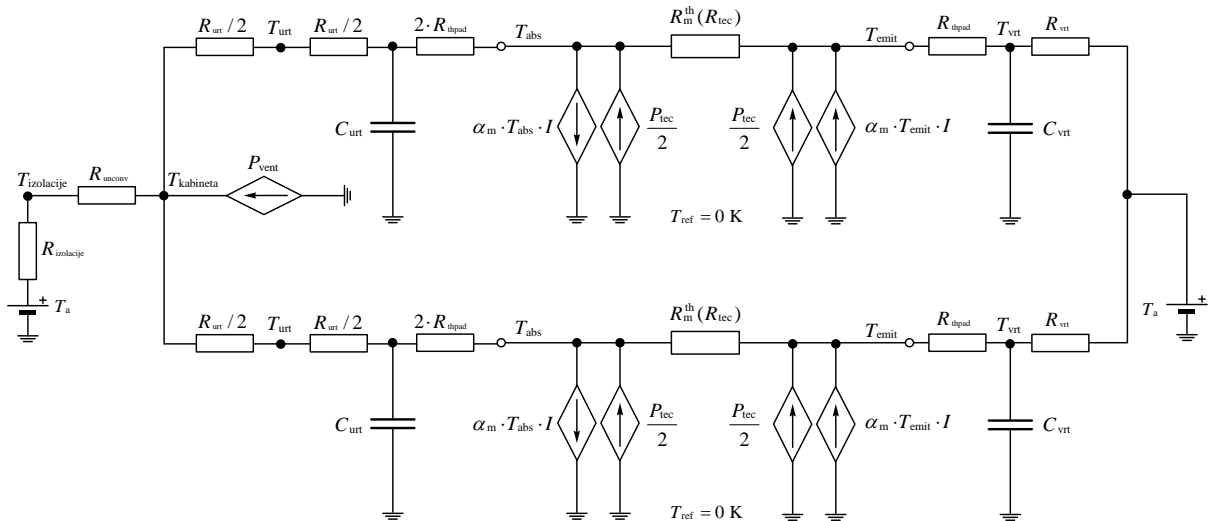 R_urt / 2
T_urt
R_urt / 2
2 · R_thpad
T_abs
R_m^th (R_tec)
T_emit
R_thpad
T_vrt
R_vrt
C_urt
α_m · T_abs · I
P_tec
2
P_tec
2
α_m · T_emit · I
C_vrt
T_izolacije
R_unconv
T_kabineta
P_vent
T_ref = 0 K
R_izolacije
+
T_a
R_urt / 2
T_urt
R_urt / 2
2 · R_thpad
T_abs
R_m^th (R_tec)
T_emit
R_thpad
T_vrt
R_vrt
T_a
+
C_urt
α_m · T_abs · I
P_tec
2
P_tec
2
α_m · T_emit · I
C_vrt
T_ref = 0 K